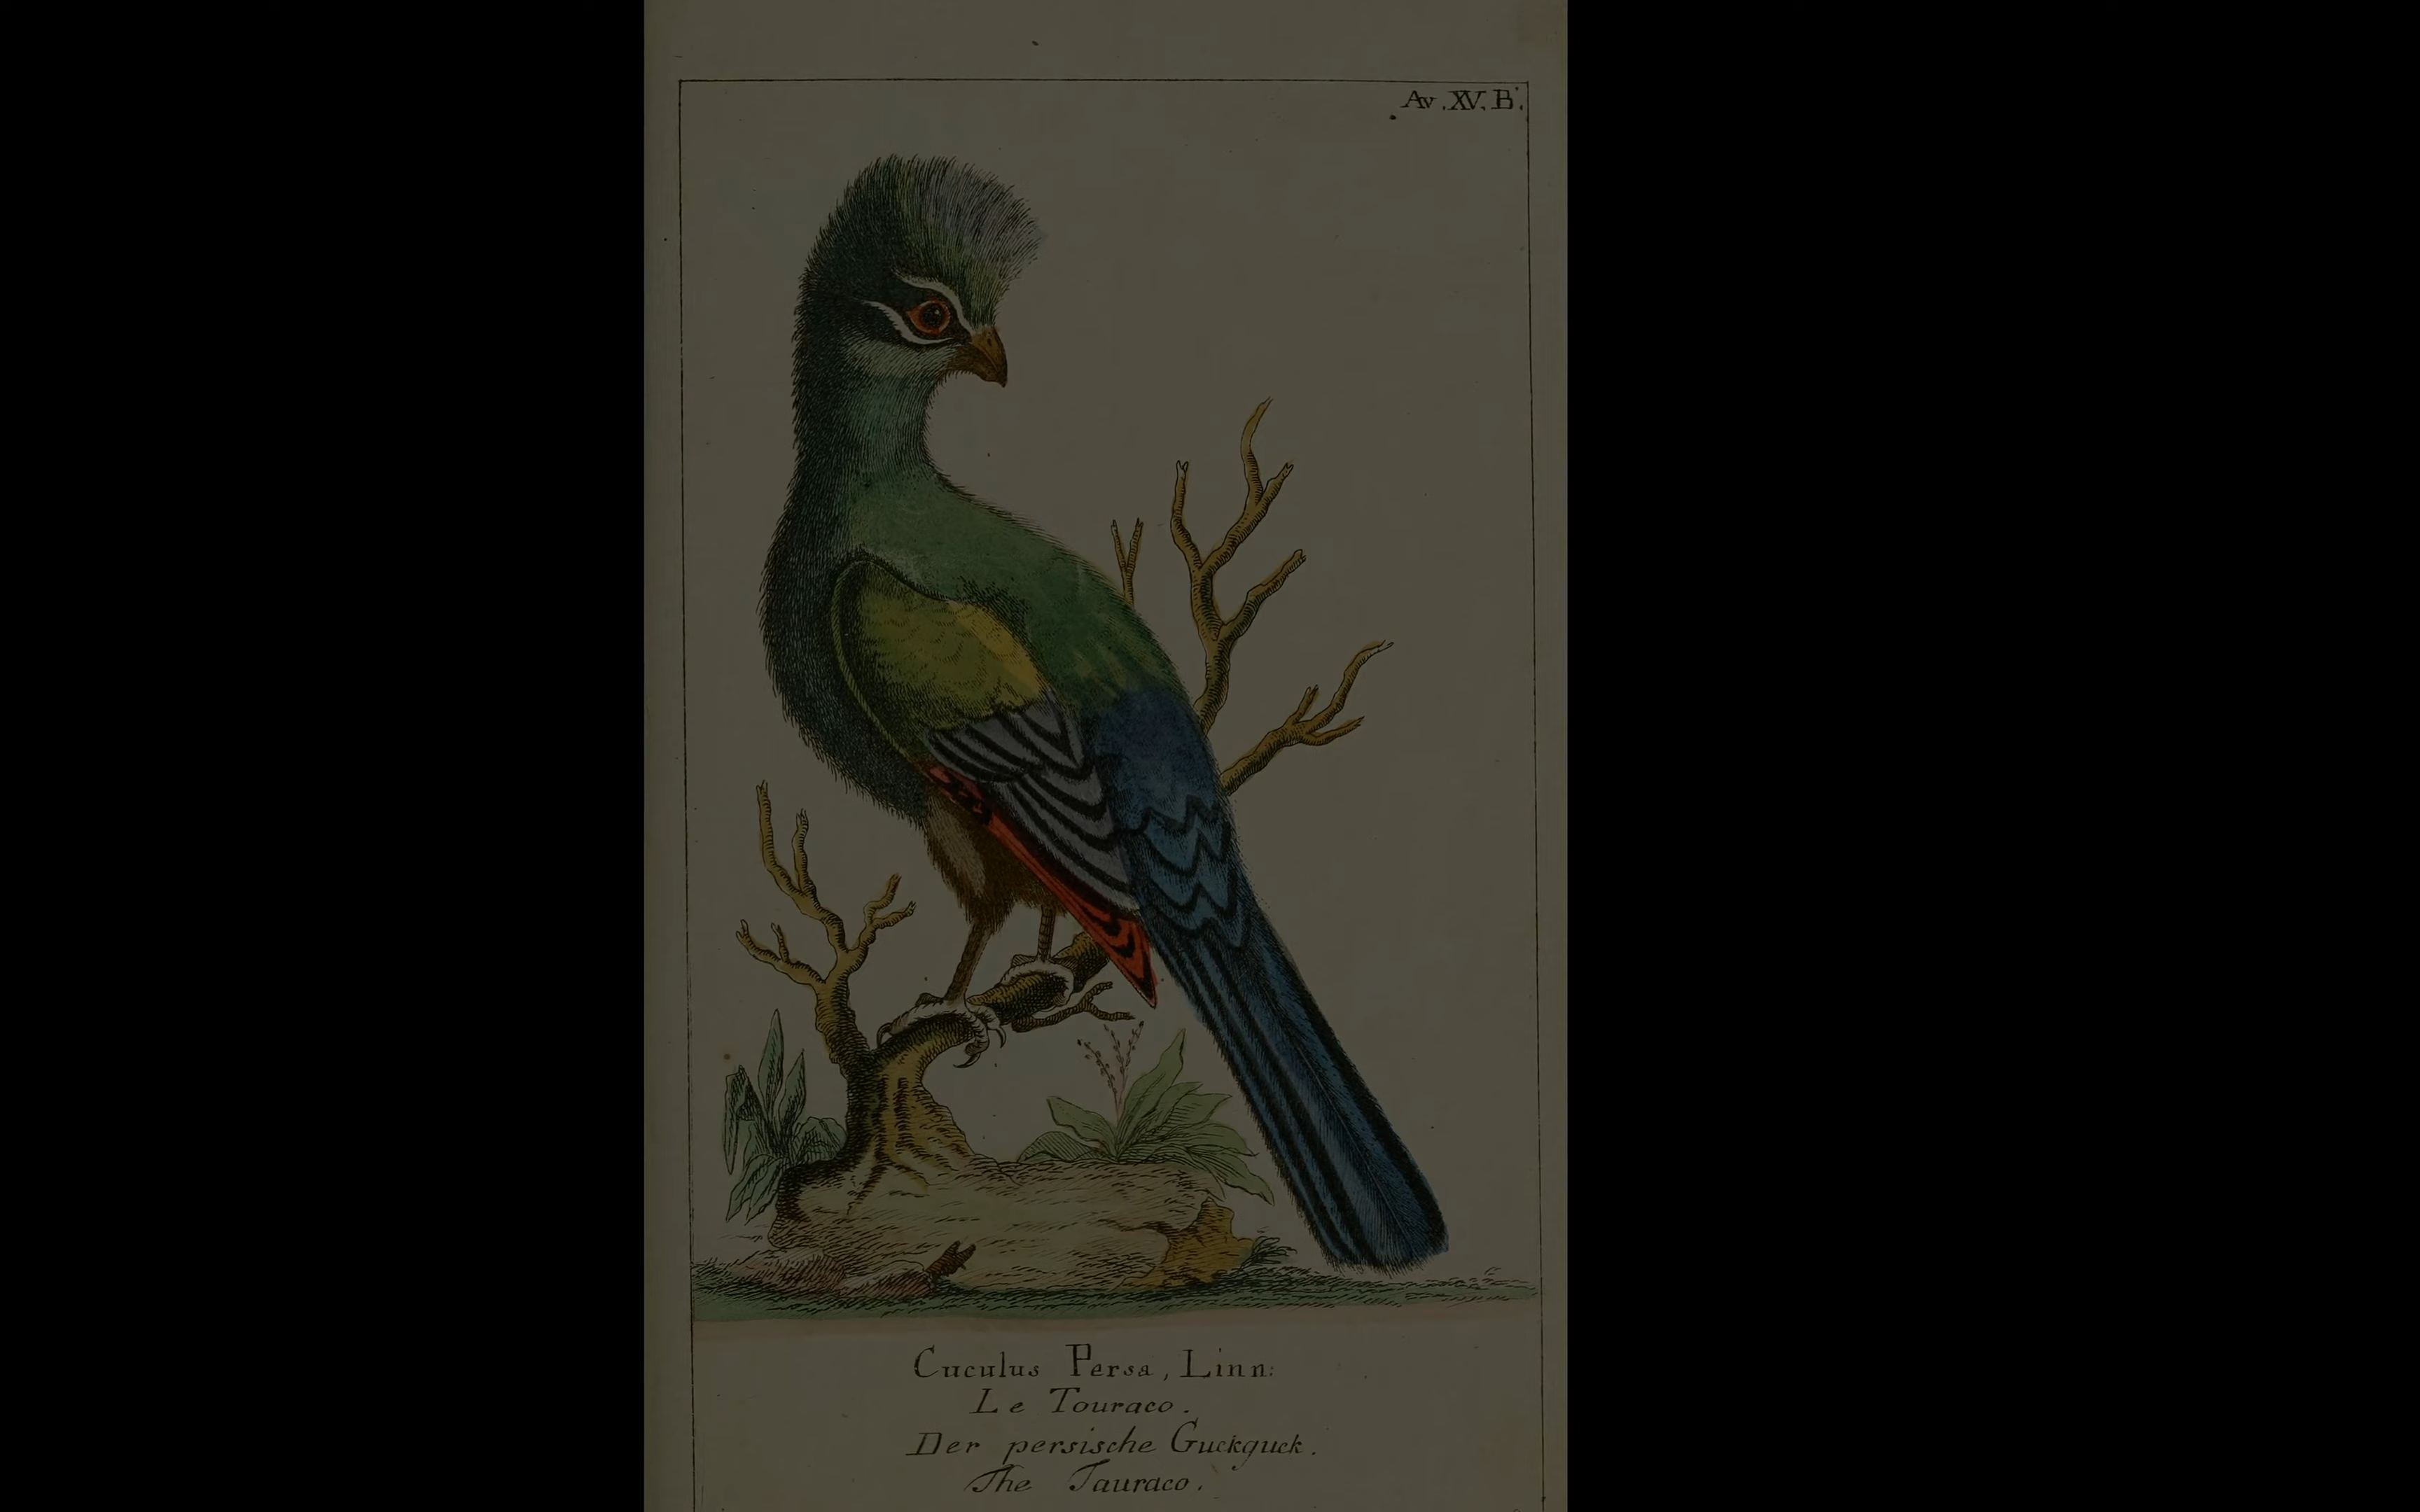 Av. XV. B.
Cuculus Persa, Linn:
Le Touraco.
Der persische Guckguck.
The Tauraco.